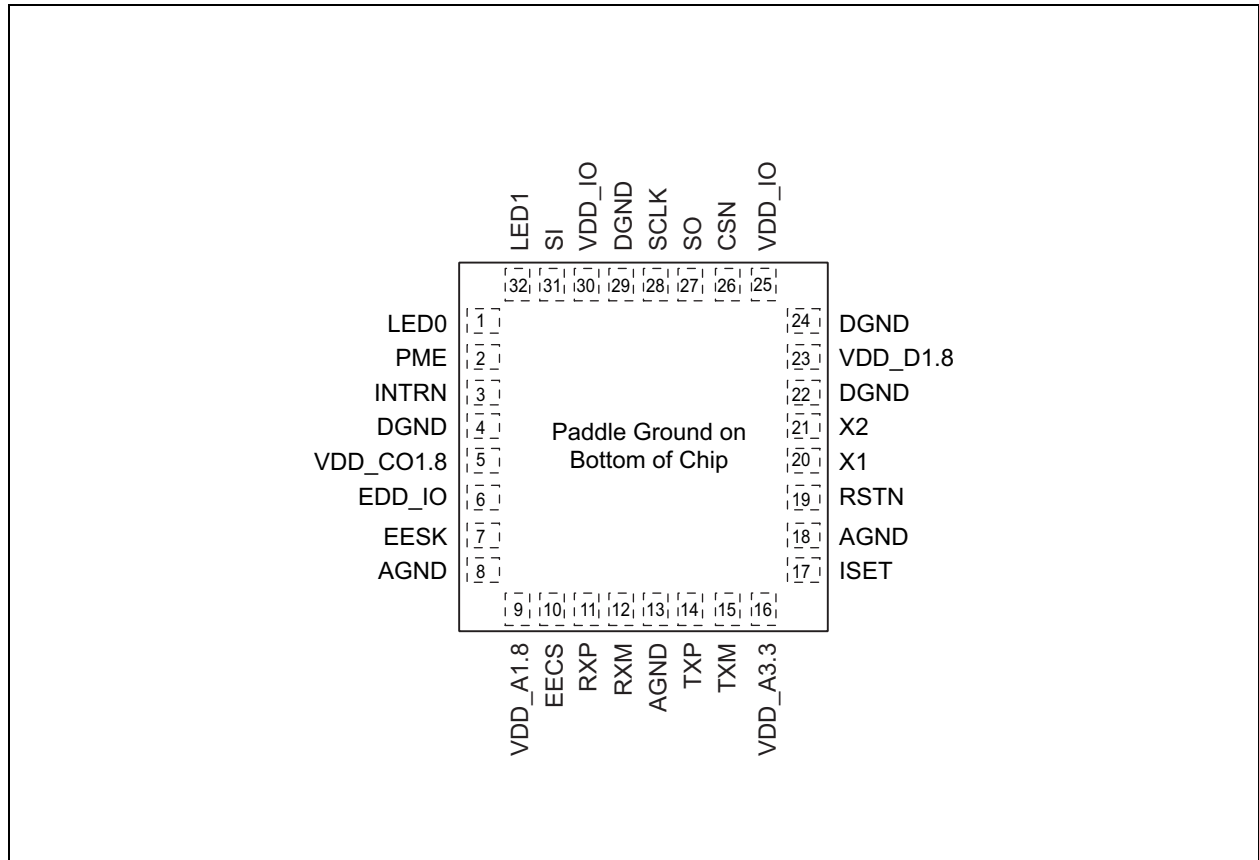 LED1
SI
VDD_IO
DGND
SCLK
SO
CSN
VDD_IO
32 31 30 29 28 27 26 25
LED0 1
PME 2
INTRN 3
DGND 4
VDD_CO1.8 5
EDD_IO 6
EESK 7
AGND 8
Paddle Ground on
Bottom of Chip
24 DGND
23 VDD_D1.8
22 DGND
21 X2
20 X1
19 RSTN
18 AGND
17 ISET
9 10 11 12 13 14 15 16
VDD_A1.8
EECS
RXP
RXM
AGND
TXP
TXM
VDD_A3.3